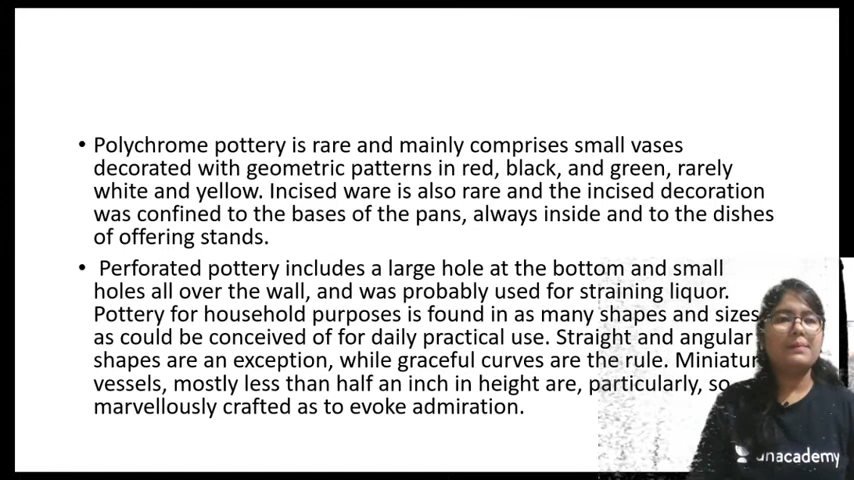 • Polychrome pottery is rare and mainly comprises small vases
decorated with geometric patterns in red, black, and green, rarely
white and yellow. Incised ware is also rare and the incised decoration
was confined to the bases of the pans, always inside and to the dishes
of offering stands.
• Perforated pottery includes a large hole at the bottom and small
holes all over the wall, and was probably used for straining liquor.
Pottery for household purposes is found in as many shapes and sizes
as could be conceived of for daily practical use. Straight and angular
shapes are an exception, while graceful curves are the rule. Miniatur
vessels, mostly less than half an inch in height are, particularly, so
marvellously crafted as to evoke admiration.
unacademy